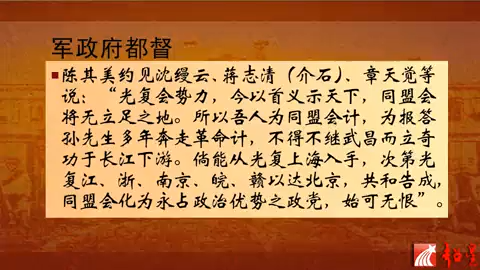 军政府都督
▪陈其美约见沈缦云、蒋志清（介石）、章天觉等
说：“光复会势力，今以首义示天下，同盟会
将无立足之地。所以吾人为同盟会计，为报答
孙先生多年奔走革命计，不得不继武昌而立奇
功于长江下游。倘能从光复上海入手，次第光
复江、浙、南京、皖、赣以达北京，共和告成，
同盟会化为永占政治优势之政党，始可无恨”。